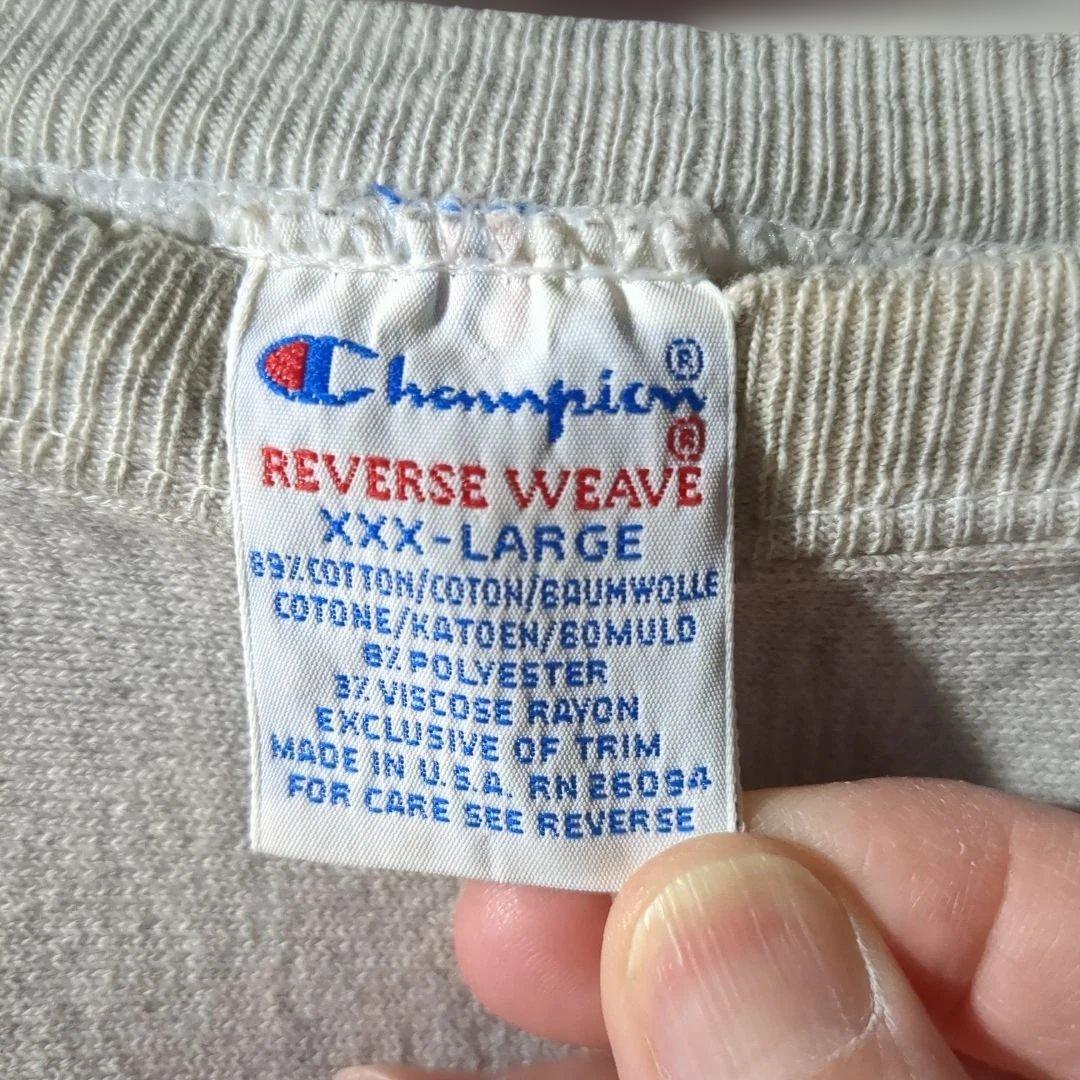 Champion®
REVERSE WEAVE®
XXX-LARGE
89% COTTON/COTON/BAUMWOLLE
COTONE/KATOEN/BOMULD
8% POLYESTER
3% VISCOSE RAYON
EXCLUSIVE OF TRIM
MADE IN U.S.A. RN 26094
FOR CARE SEE REVERSE